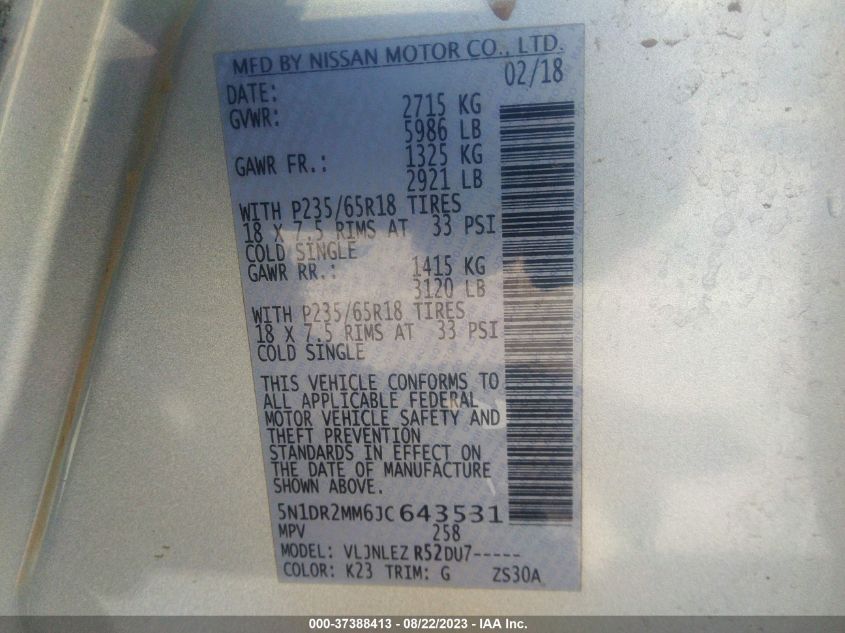 MFD BY NISSAN MOTOR CO., LTD.
DATE: 02/18
GVWR: 2715 KG
5986 LB
GAWR FR.: 1325 KG
2921 LB
WITH P235/65R18 TIRES
18 X 7.5 RIMS AT 33 PSI
COLD SINGLE
GAWR RR.: 1415 KG
3120 LB
WITH P235/65R18 TIRES
18 X 7.5 RIMS AT 33 PSI
COLD SINGLE
THIS VEHICLE CONFORMS TO
ALL APPLICABLE FEDERAL
MOTOR VEHICLE SAFETY AND
THEFT PREVENTION
STANDARDS IN EFFECT ON
THE DATE OF MANUFACTURE
SHOWN ABOVE.
5N1DR2MM6JC643531
MPV 258
MODEL: VLJNLEZ R52DU7-----
COLOR: K23 TRIM: G ZS30A
000-37388413 - 08/22/2023 - IAA Inc.